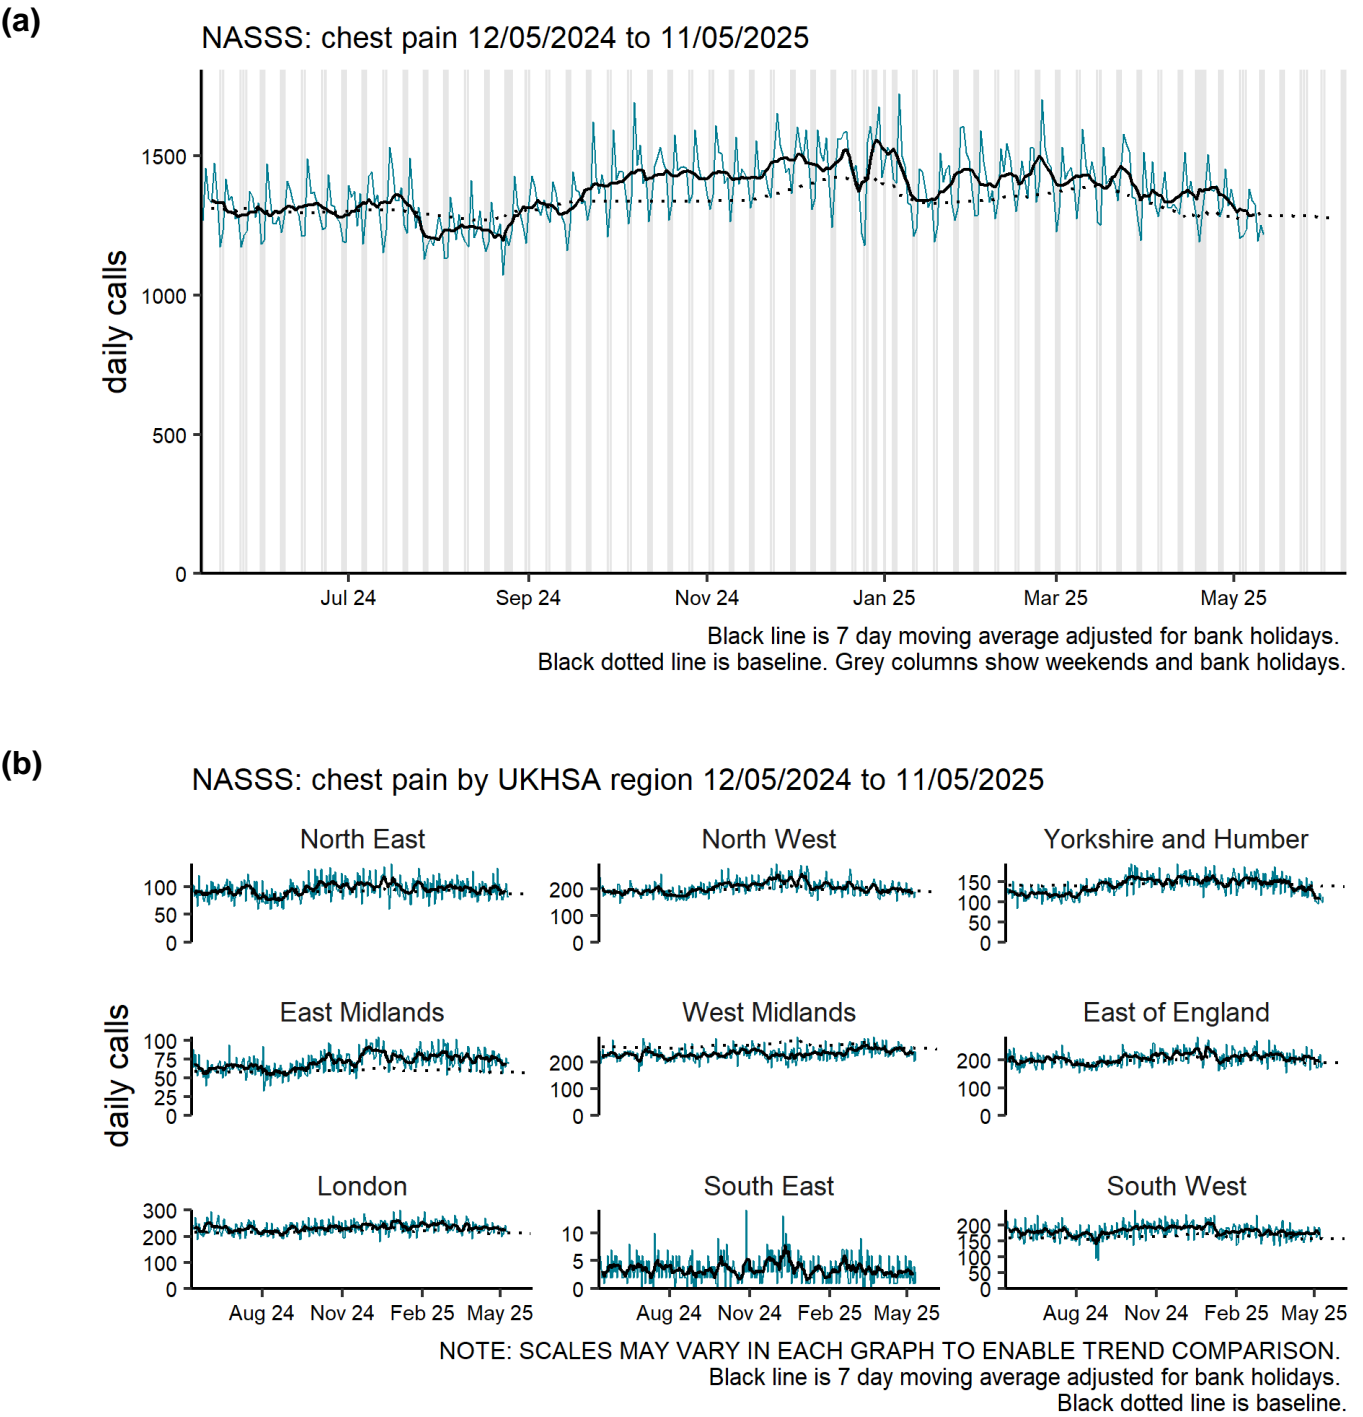 (a)
NASSS: chest pain 12/05/2024 to 11/05/2025
daily calls
1500
1000
500
0
Jul 24 Sep 24 Nov 24 Jan 25 Mar 25 May 25
Black line is 7 day moving average adjusted for bank holidays.
Black dotted line is baseline. Grey columns show weekends and bank holidays.
(b)
NASSS: chest pain by UKHSA region 12/05/2024 to 11/05/2025
daily calls
North East
100
50
0
North West
200
100
0
Yorkshire and Humber
150
100
50
0
East Midlands
100
75
50
25
0
West Midlands
200
100
0
East of England
200
100
0
London
300
200
100
0
Aug 24 Nov 24 Feb 25 May 25
South East
10
5
0
Aug 24 Nov 24 Feb 25 May 25
South West
200
150
100
50
0
Aug 24 Nov 24 Feb 25 May 25
NOTE: SCALES MAY VARY IN EACH GRAPH TO ENABLE TREND COMPARISON.
Black line is 7 day moving average adjusted for bank holidays.
Black dotted line is baseline.